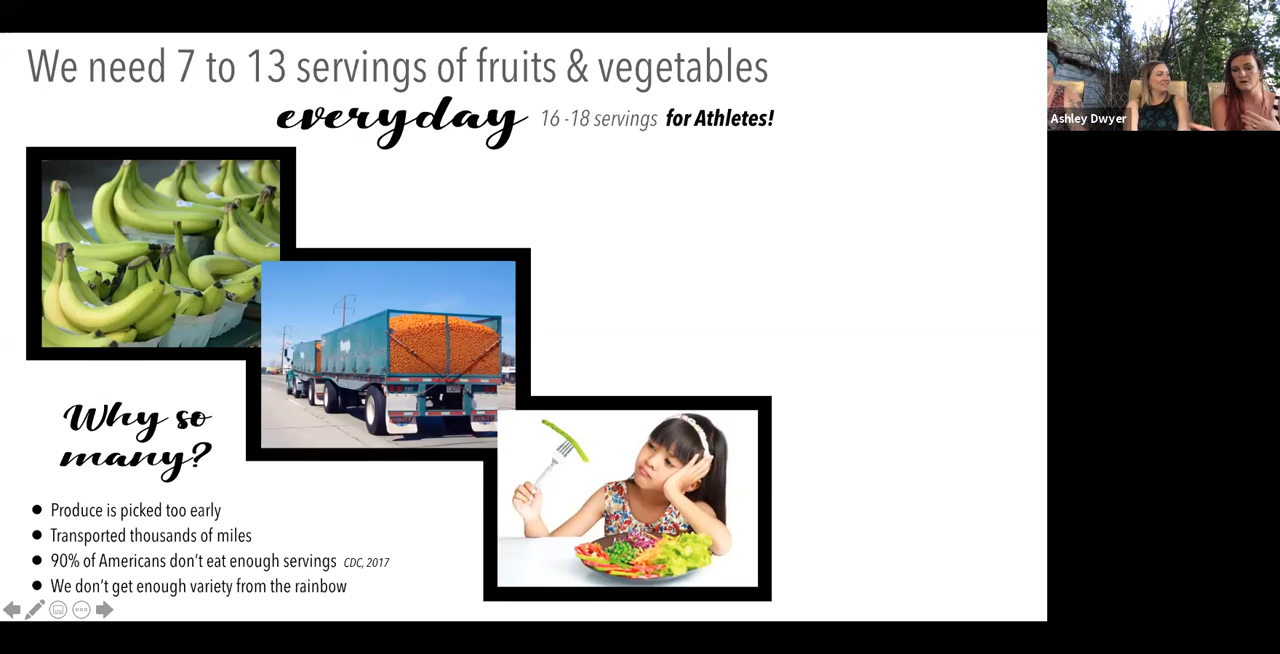 We need 7 to 13 servings of fruits & vegetables
everyday 16 -18 servings for Athletes!
Why so
many?
Produce is picked too early
Transported thousands of miles
90% of Americans don't eat enough servings CDC, 2017
We don't get enough variety from the rainbow
Ashley Dwyer